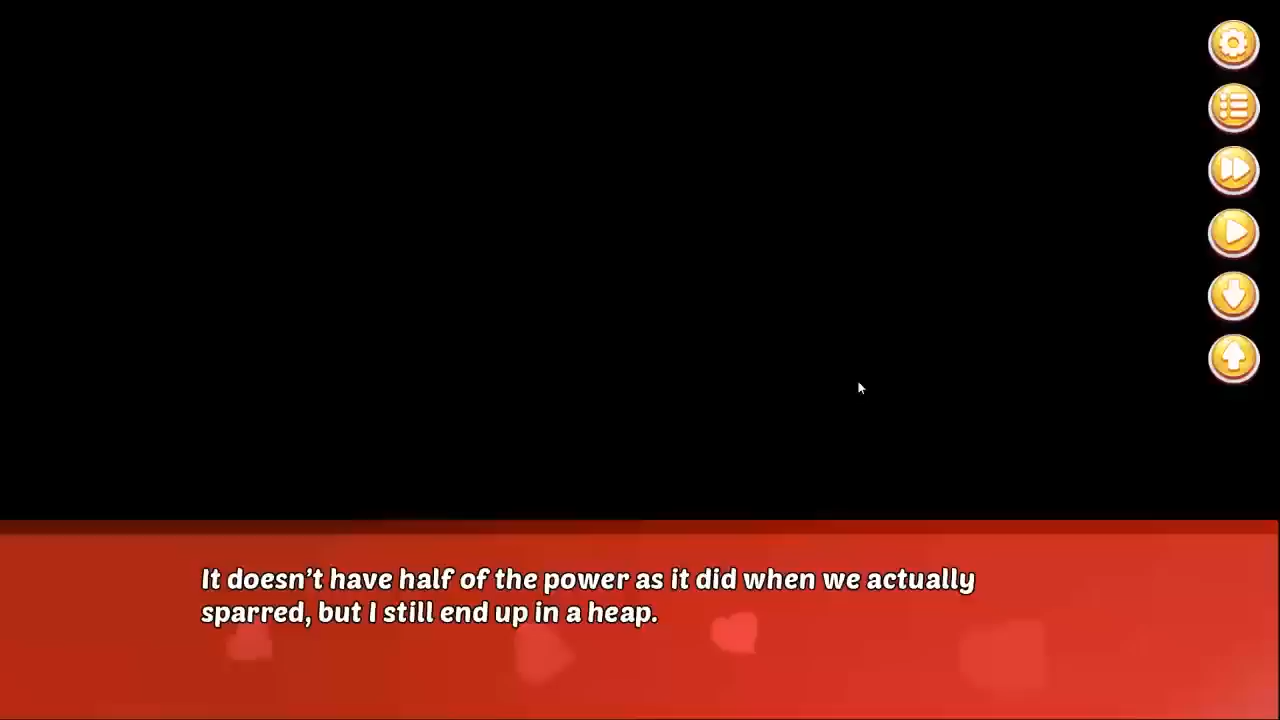 It doesn't have half of the power as it did when we actually
sparred, but I still end up in a heap.